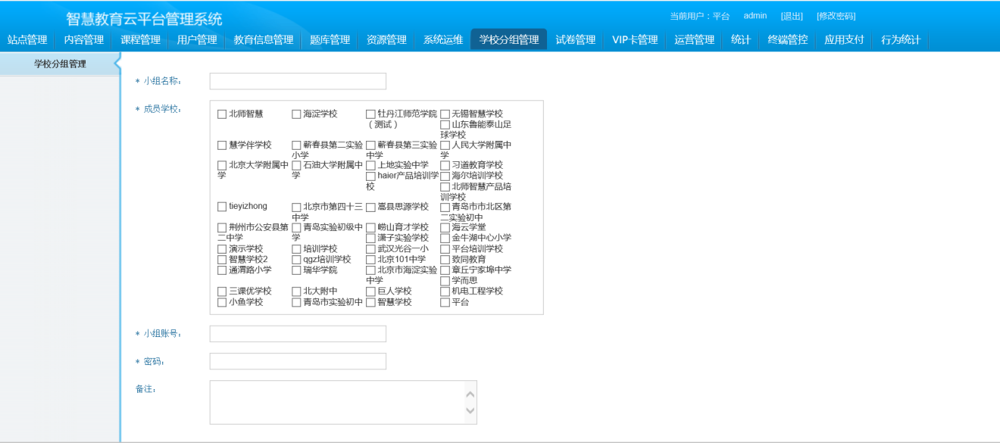 智慧教育云平台管理系统
当前用户：平台 admin [退出] [修改密码]
站点管理 内容管理 课程管理 用户管理 教育信息管理 题库管理 资源管理 系统运维 学校分组管理 试卷管理 VIP卡管理 运营管理 统计 终端管控 应用支付 行为统计
学校分组管理
* 小组名称：
* 成员学校：
北师智慧 海淀学校 牡丹江师范学院 无锡智慧学校
（测试） 山东鲁能泰山足
球学校
慧学伴学校 蕲春县第二实验 蕲春县第三实验 人民大学附属中
小学 中学 学
北京大学附属中 石油大学附属中 上地实验中学 习道教育学校
学 学 haier产品培训学 海尔培训学校
校 北师智慧产品培
训学校
tieyizhong 北京市第四十三 嵩县思源学校 青岛市市北区第
中学 二实验初中
荆州市公安县第 青岛实验初级中 崂山育才学校 海云学堂
二中学 学 潇子实验学校 金牛湖中心小学
演示学校 培训学校 武汉光谷一小 平台培训学校
智慧学校2 qgz培训学校 北京101中学 致同教育
通渭路小学 瑞华学院 北京市海淀实验 章丘宁家埠中学
中学 学而思
三课优学校 北大附中 巨人学校 机电工程学校
小鱼学校 青岛市实验初中 智慧学校 平台
* 小组账号：
* 密码：
备注：